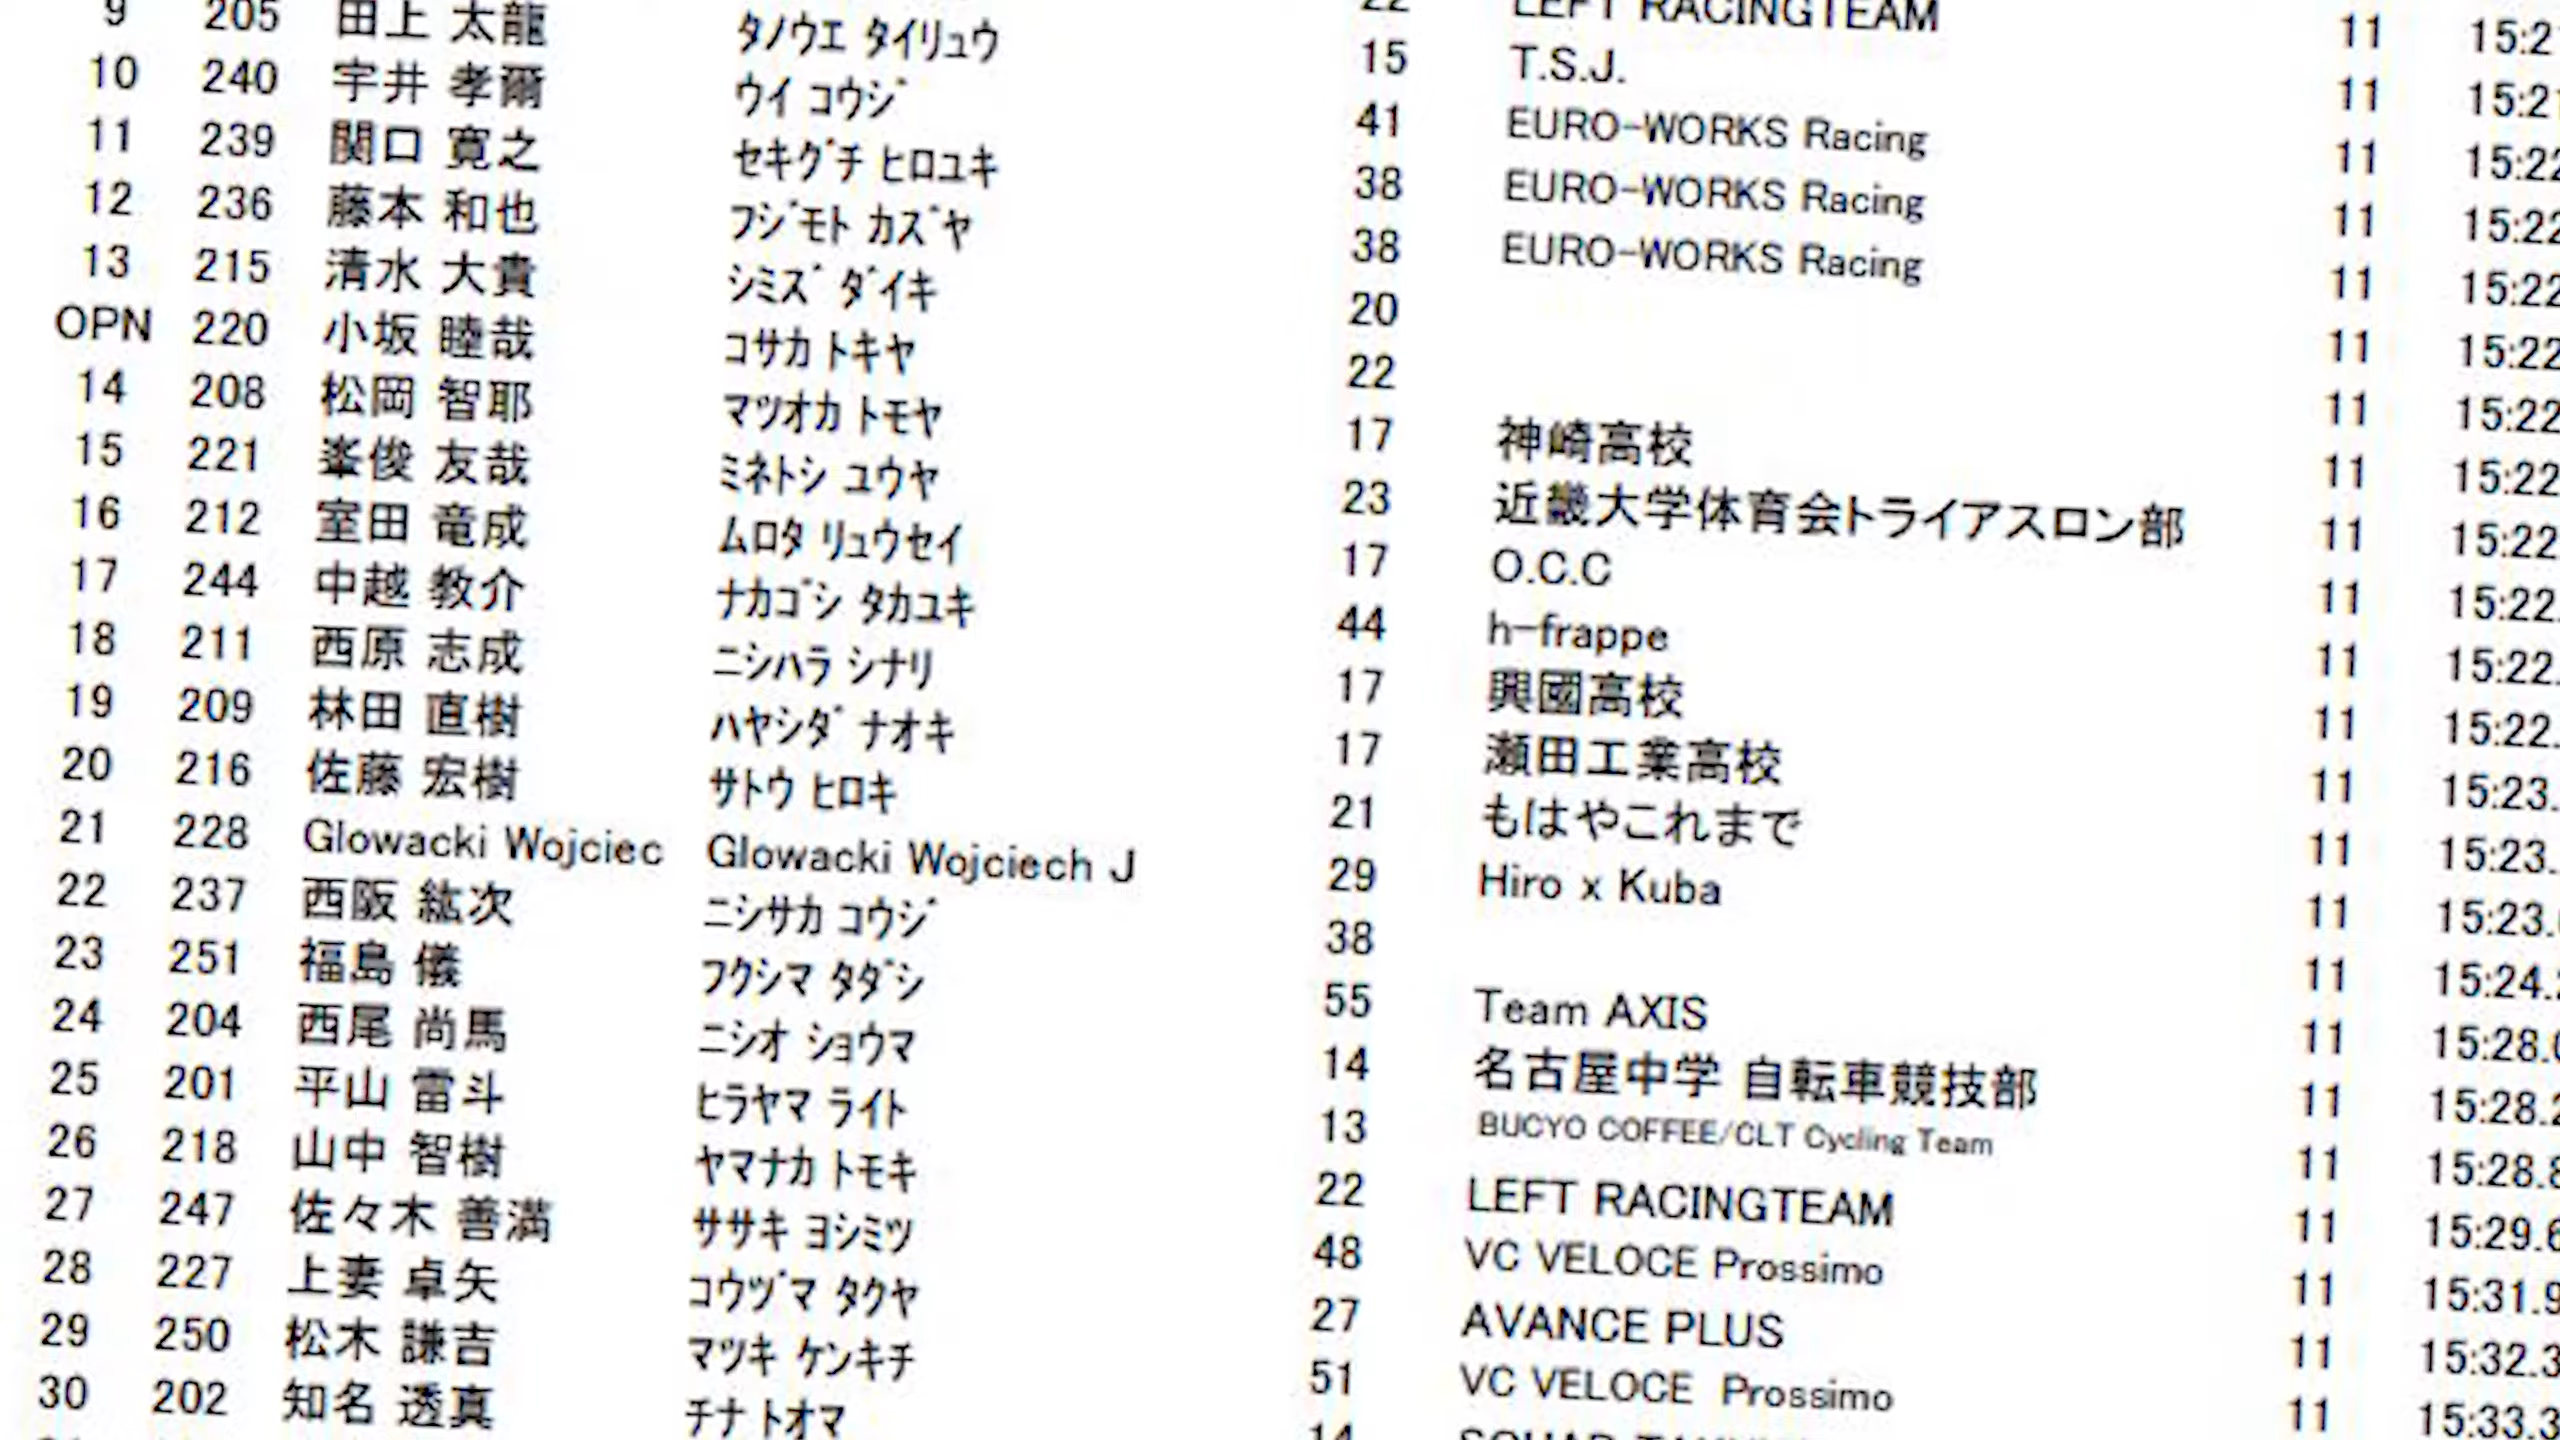 22 LEFT RACINGTEAM 11 15:2
9 205 田上 太龍 タノウエ タイリュウ 15 T.S.J. 11 15:21
10 240 宇井 孝爾 ウイ コウジ 41 EURO-WORKS Racing 11 15:22
11 239 関口 寛之 セキグチ ヒロユキ 38 EURO-WORKS Racing 11 15:22
12 236 藤本 和也 フジモト カズヤ 38 EURO-WORKS Racing 11 15:22
13 215 清水 大貴 シミズ ダイキ 20 11 15:22
OPN 220 小坂 睦哉 コサカ トキヤ 22 11 15:22
14 208 松岡 智耶 マツオカ トモヤ 17 神崎高校 11 15:22
15 221 峯俊 友哉 ミネトシ ユウヤ 23 近畿大学体育会トライアスロン部 11 15:22
16 212 室田 竜成 ムロタ リュウセイ 17 O.C.C 11 15:22.
17 244 中越 教介 ナカゴシ タカユキ 44 h-frappe 11 15:22.
18 211 西原 志成 ニシハラ シナリ 17 興國高校 11 15:22.
19 209 林田 直樹 ハヤシダ ナオキ 17 瀬田工業高校 11 15:23.
20 216 佐藤 宏樹 サトウ ヒロキ 21 もはやこれまで 11 15:23.
21 228 Glowacki Wojciec Glowacki Wojciech J 29 Hiro x Kuba 11 15:23.
22 237 西阪 紘次 ニシサカ コウジ 38 11 15:24.
23 251 福島 儀 フクシマ タダシ 55 Team AXIS 11 15:28.0
24 204 西尾 尚馬 ニシオ ショウマ 14 名古屋中学 自転車競技部 11 15:28.2
25 201 平山 雷斗 ヒラヤマ ライト 13 BUCYO COFFEE/CLT Cycling Team 11 15:28.8
26 218 山中 智樹 ヤマナカ トモキ 22 LEFT RACINGTEAM 11 15:29.6
27 247 佐々木 善満 ササキ ヨシミツ 48 VC VELOCE Prossimo 11 15:31.9
28 227 上妻 卓矢 コウヅマ タクヤ 27 AVANCE PLUS 11 15:32.3
29 250 松木 謙吉 マツキ ケンキチ 51 VC VELOCE Prossimo 11 15:33.3
30 202 知名 透真 チナ トオマ 14